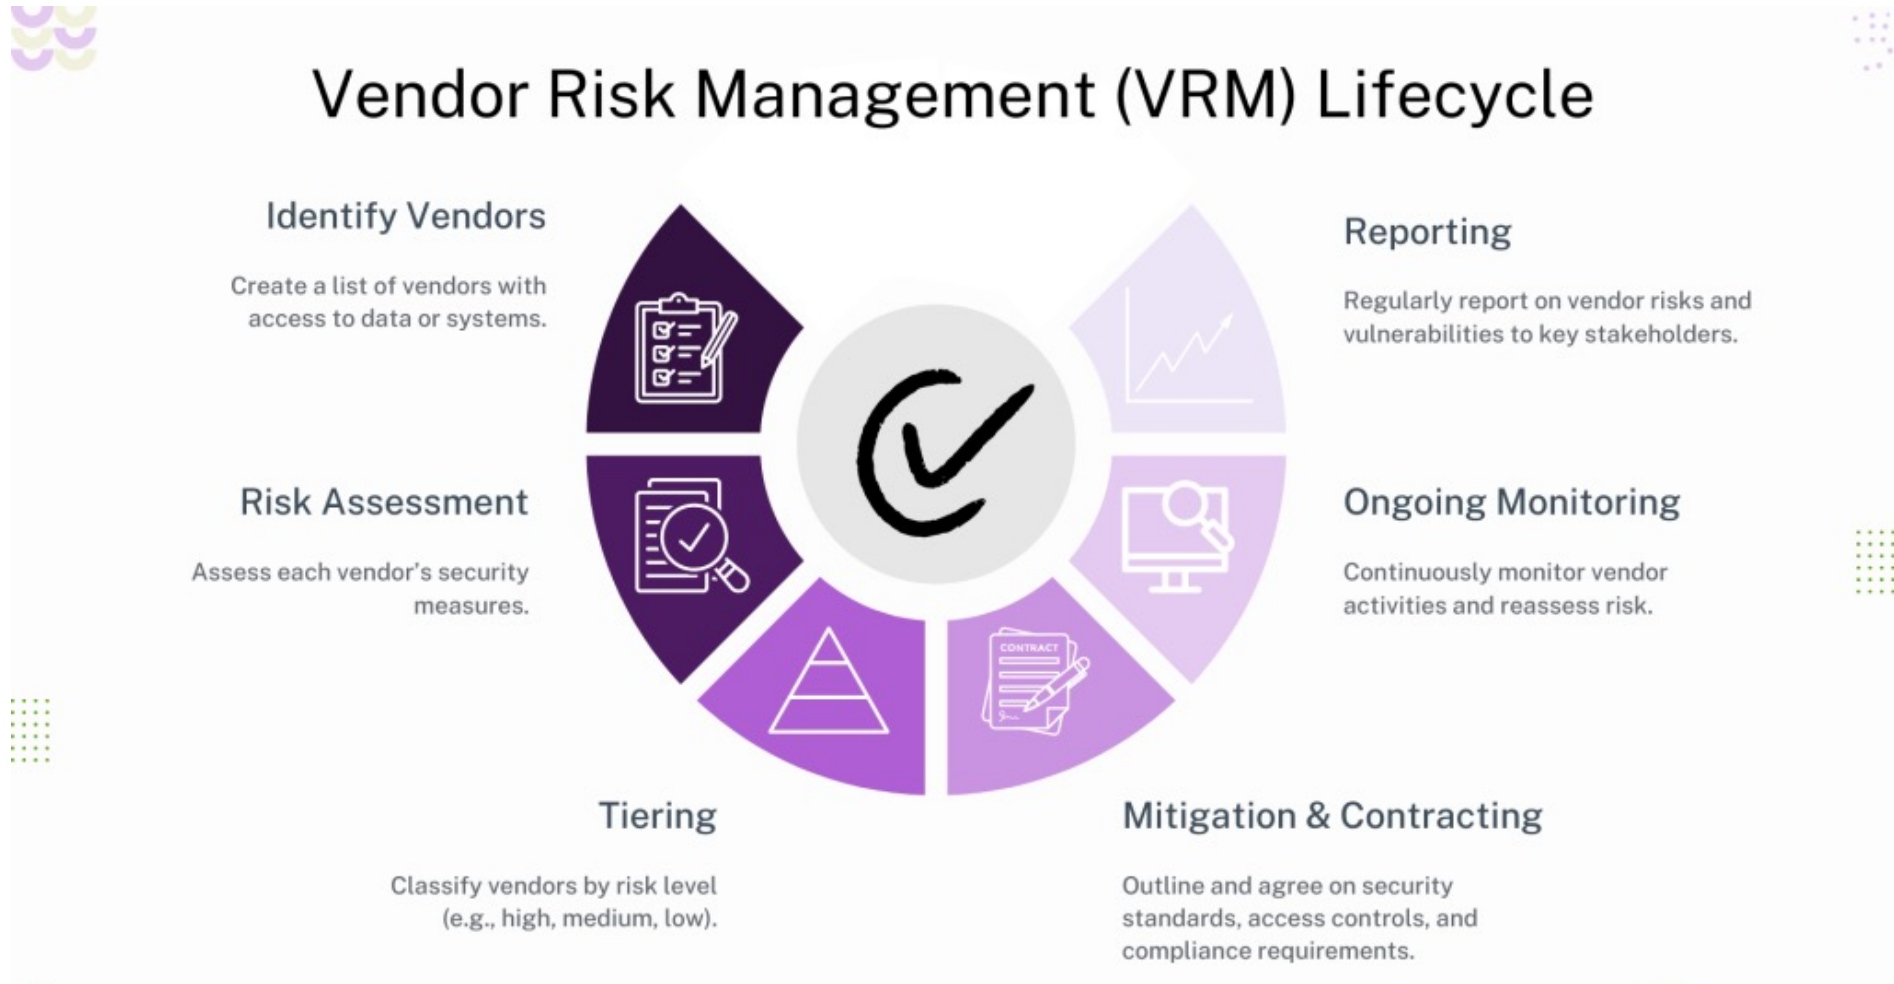 Vendor Risk Management (VRM) Lifecycle
Identify Vendors
Create a list of vendors with
access to data or systems.
Risk Assessment
Assess each vendor's security
measures.
Tiering
Classify vendors by risk level
(e.g., high, medium, low).
CONTRACT
Mitigation & Contracting
Outline and agree on security
standards, access controls, and
compliance requirements.
Ongoing Monitoring
Continuously monitor vendor
activities and reassess risk.
Reporting
Regularly report on vendor risks and
vulnerabilities to key stakeholders.